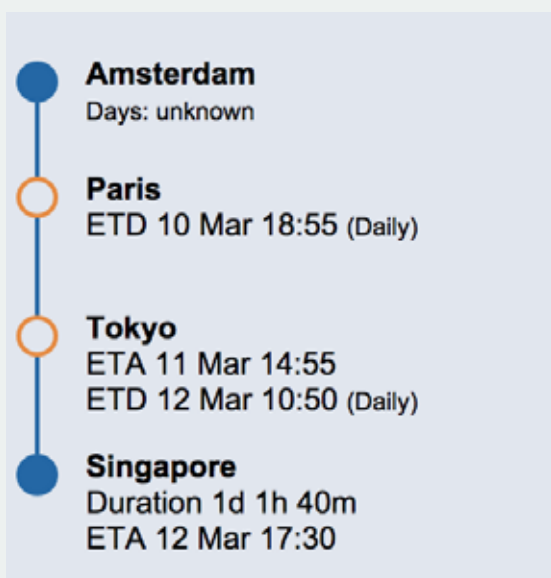 Amsterdam
Days: unknown
Paris
ETD 10 Mar 18:55 (Daily)
Tokyo
ETA 11 Mar 14:55
ETD 12 Mar 10:50 (Daily)
Singapore
Duration 1d 1h 40m
ETA 12 Mar 17:30